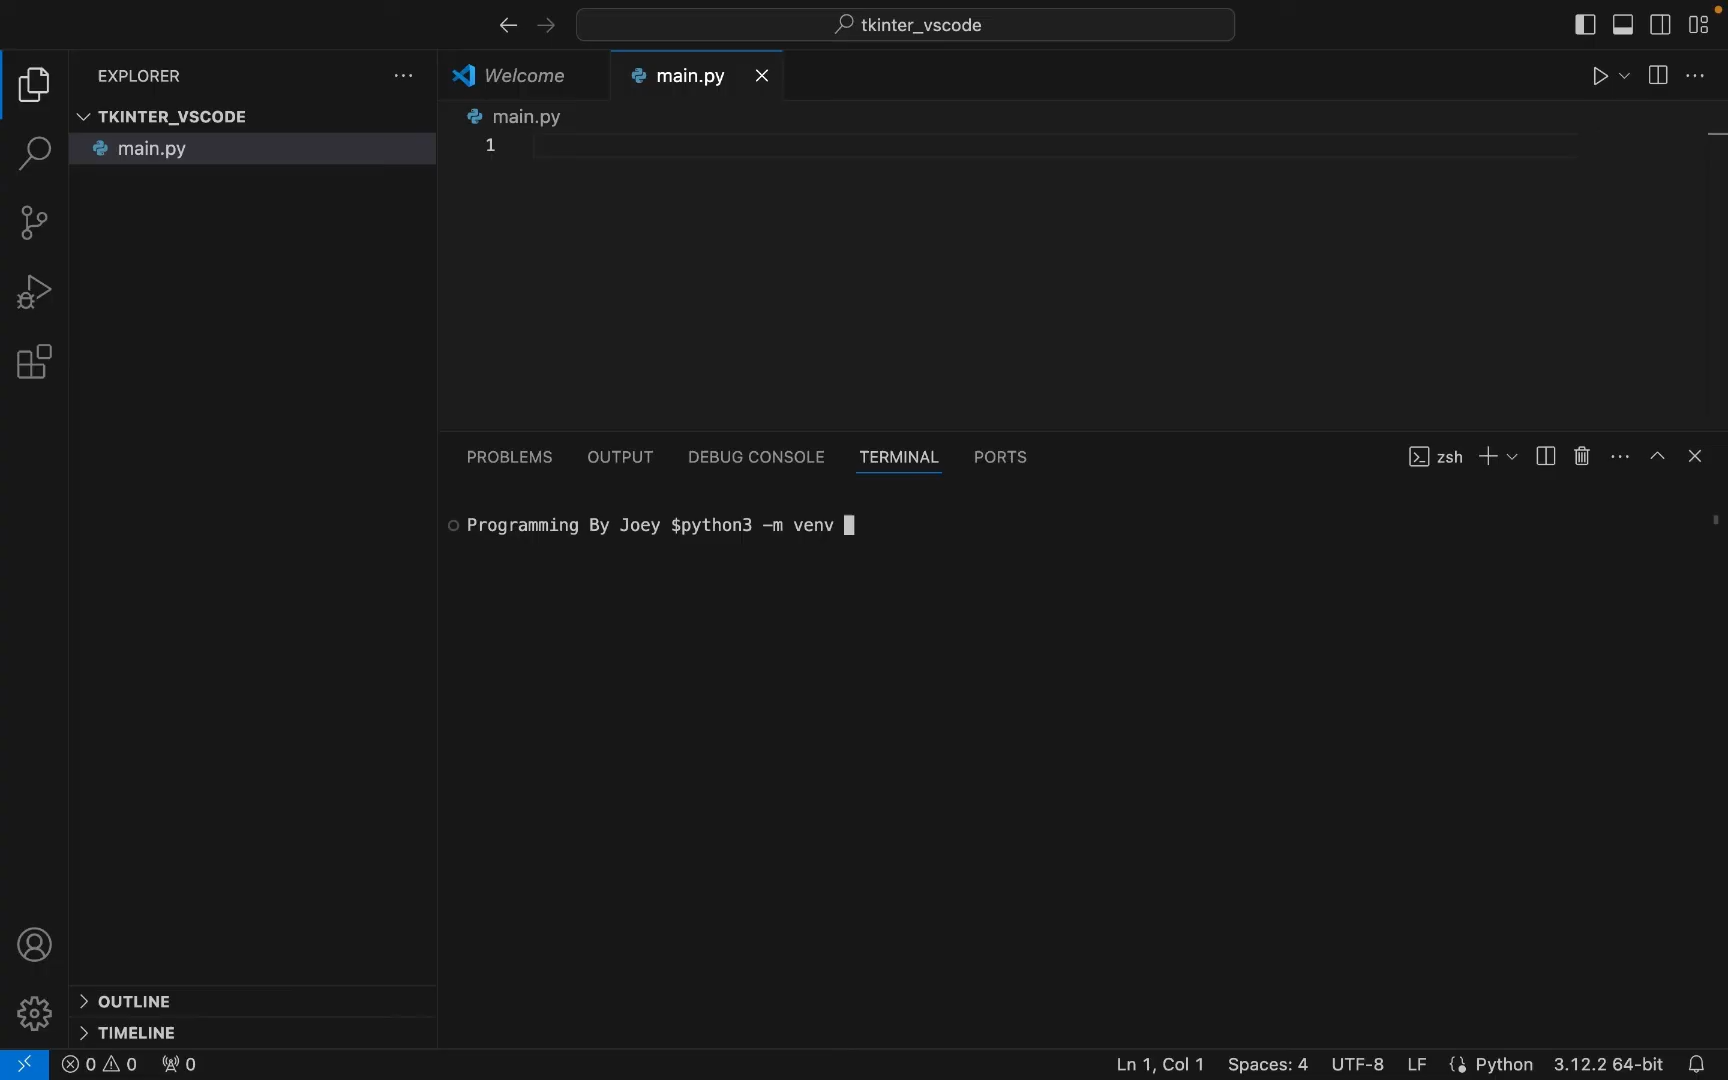 tkinter_vscode
EXPLORER
Welcome
main.py
TKINTER_VSCODE
main.py
main.py
1
PROBLEMS
OUTPUT
DEBUG CONSOLE
TERMINAL
PORTS
zsh
Programming By Joey $python3 -m venv
OUTLINE
TIMELINE
0
0
0
Ln 1, Col 1
Spaces: 4
UTF-8
LF
Python
3.12.2 64-bit